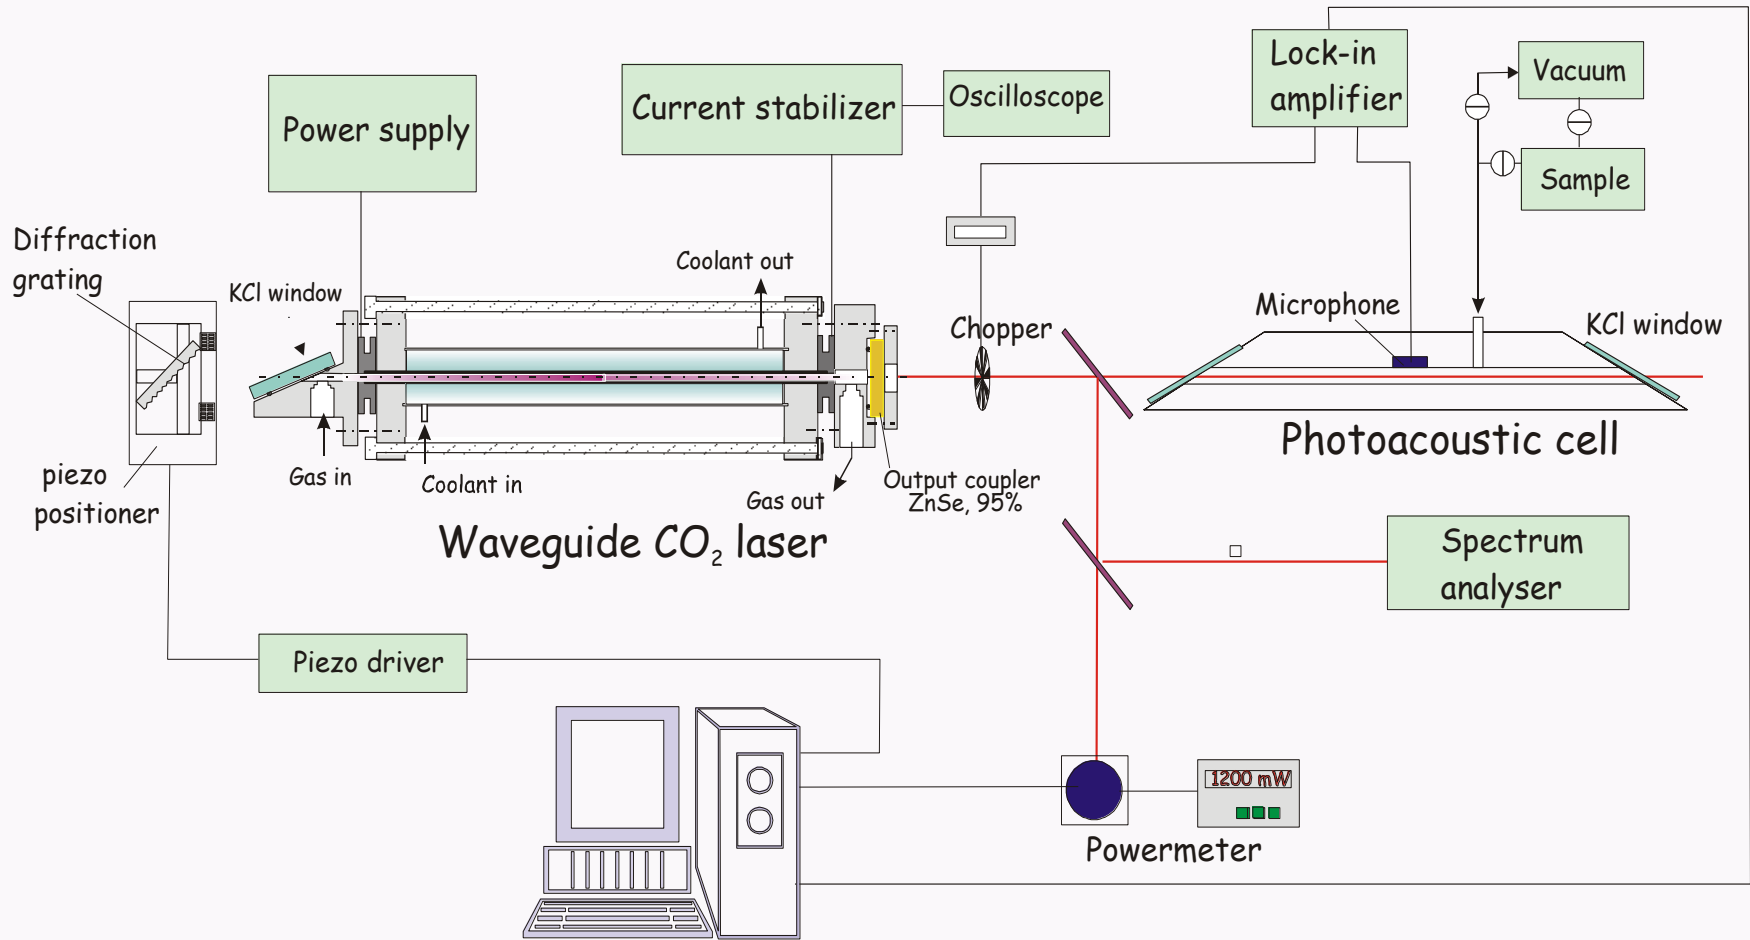 Lock-in
amplifier
Vacuum
Power supply
Current stabilizer
Oscilloscope
Sample
Diffraction
grating
KCl window
Coolant out
Chopper
Microphone
KCl window
Photoacoustic cell
piezo
positioner
Gas in
Coolant in
Gas out
Output coupler
ZnSe, 95%
Waveguide CO₂ laser
Spectrum
analyser
Piezo driver
1200 mW
Powermeter